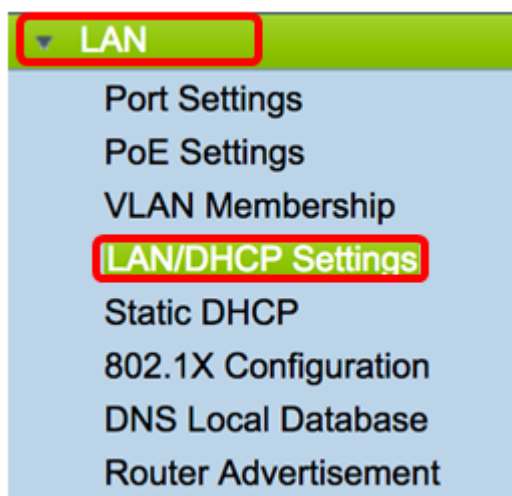 LAN
Port Settings
PoE Settings
VLAN Membership
LAN/DHCP Settings
Static DHCP
802.1X Configuration
DNS Local Database
Router Advertisement